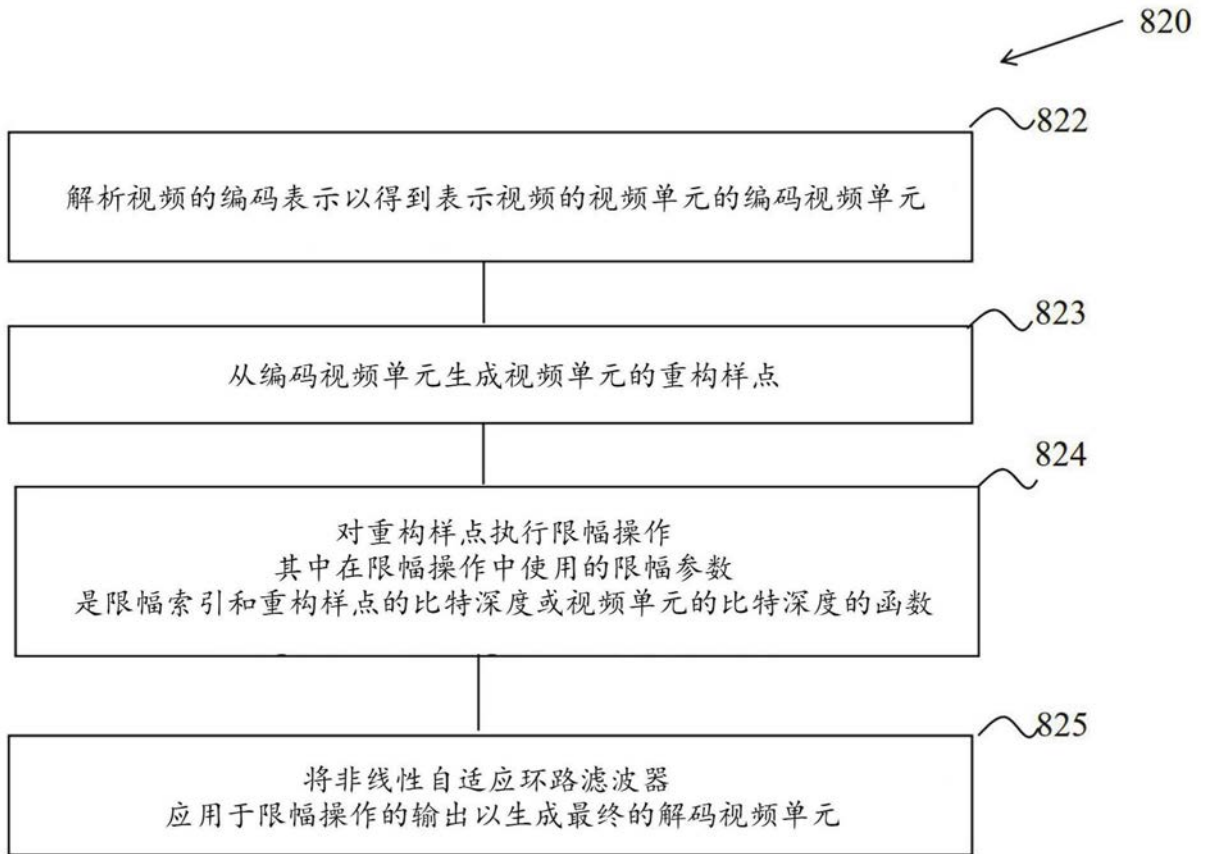 820
822
解析视频的编码表示以得到表示视频的视频单元的编码视频单元
823
从编码视频单元生成视频单元的重构样点
824
对重构样点执行限幅操作
其中在限幅操作中使用的限幅参数
是限幅索引和重构样点的比特深度或视频单元的比特深度的函数
825
将非线性自适应环路滤波器
应用于限幅操作的输出以生成最终的解码视频单元